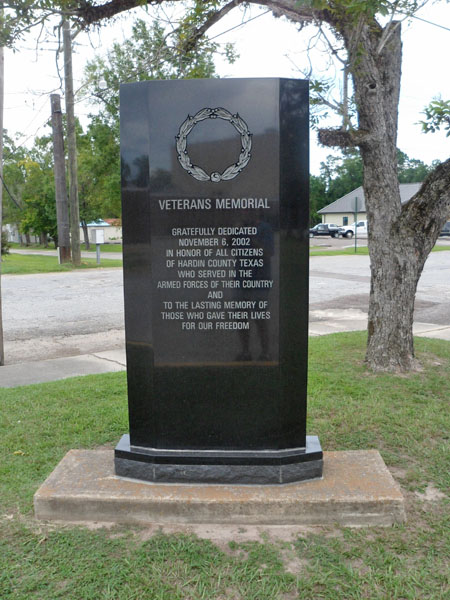 VETERANS MEMORIAL
GRATEFULLY DEDICATED
NOVEMBER 6, 2002
IN HONOR OF ALL CITIZENS
OF HARDIN COUNTY TEXAS
WHO SERVED IN THE
ARMED FORCES OF THEIR COUNTRY
AND
TO THE LASTING MEMORY OF
THOSE WHO GAVE THEIR LIVES
FOR OUR FREEDOM